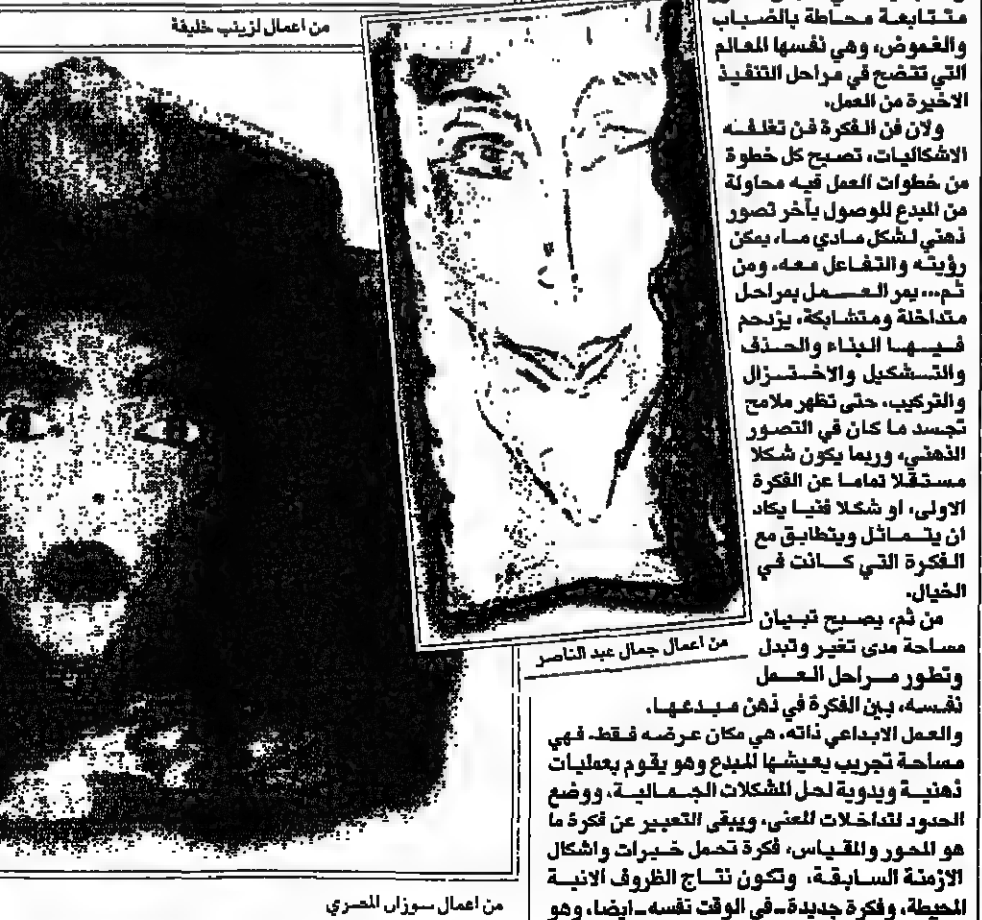 من اعمال لزينب خليفة
متتابعة محاطة بالضباب
والغموض، وهي نفسها المعالم
التي تتضح في مراحل التنفيذ
الاخيرة من العمل.
ولان فن الفكرة فن تغلفه
الاشكاليات، تصبح كل خطوة
من خطوات العمل فيه محاولة
من المبدع للوصول بآخر تصور
ذهني لشكل مادي ما، يمكن
رؤيته والتفاعل معه، ومن
ثم... يمر العمل بمراحل
متداخلة ومتشابكة، يزدحم
فيها البناء والحذف
والتشكيل والاختزال
والتركيب، حتى تظهر ملامح
تجسد ما كان في التصور
الذهني، وربما يكون شكلا
مستقلا تماما عن الفكرة
الاولى، او شكلا فنيا يكاد
ان يتماثل ويتطابق مع
الفكرة التي كانت في
الخيال.
من ثم، يصبح تبيان
مساحة مدى تغير وتبدل
وتطور مراحل العمل
نفسه، بين الفكرة في ذهن مبدعها،
والعمل الابداعي ذاته، هي مكان عرضه فقط، فهي
مساحة تجريب يعيشها المبدع وهو يقوم بعمليات
ذهنية ويدوية لحل المشكلات الجمالية، ووضع
الحدود لتداخلات المعنى، ويبقى التعبير عن فكرة ما
هو المحور والمقياس، فكرة تحمل خبرات واشكال
الازمنة السابقة، وتكون نتاج الظروف الانية
المحيطة، وفكرة جديدة ـ في الوقت نفسه ـ ايضا، وهو
من اعمال جمال عبد الناصر
من اعمال سوزان المصري